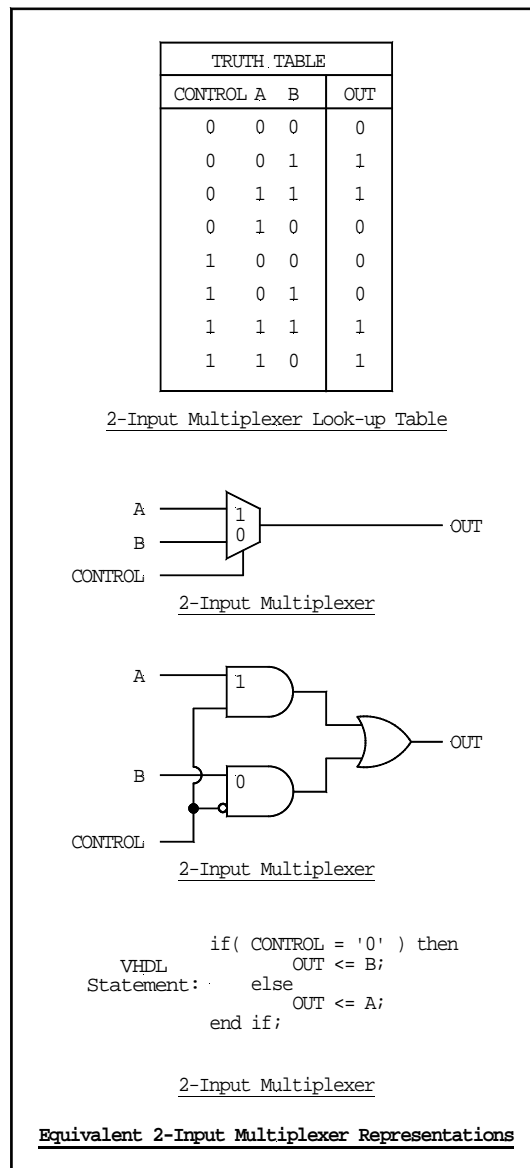 TRUTH TABLE
CONTROL A B OUT
0 0 0 0
0 0 1 1
0 1 1 1
0 1 0 0
1 0 0 0
1 0 1 0
1 1 1 1
1 1 0 1
2-Input Multiplexer Look-up Table
A
1
B
0
OUT
CONTROL
2-Input Multiplexer
A
1
OUT
B
0
CONTROL
2-Input Multiplexer
VHDL
Statement:
if( CONTROL = '0' ) then
OUT <= B;
else
OUT <= A;
end if;
2-Input Multiplexer
Equivalent 2-Input Multiplexer Representations